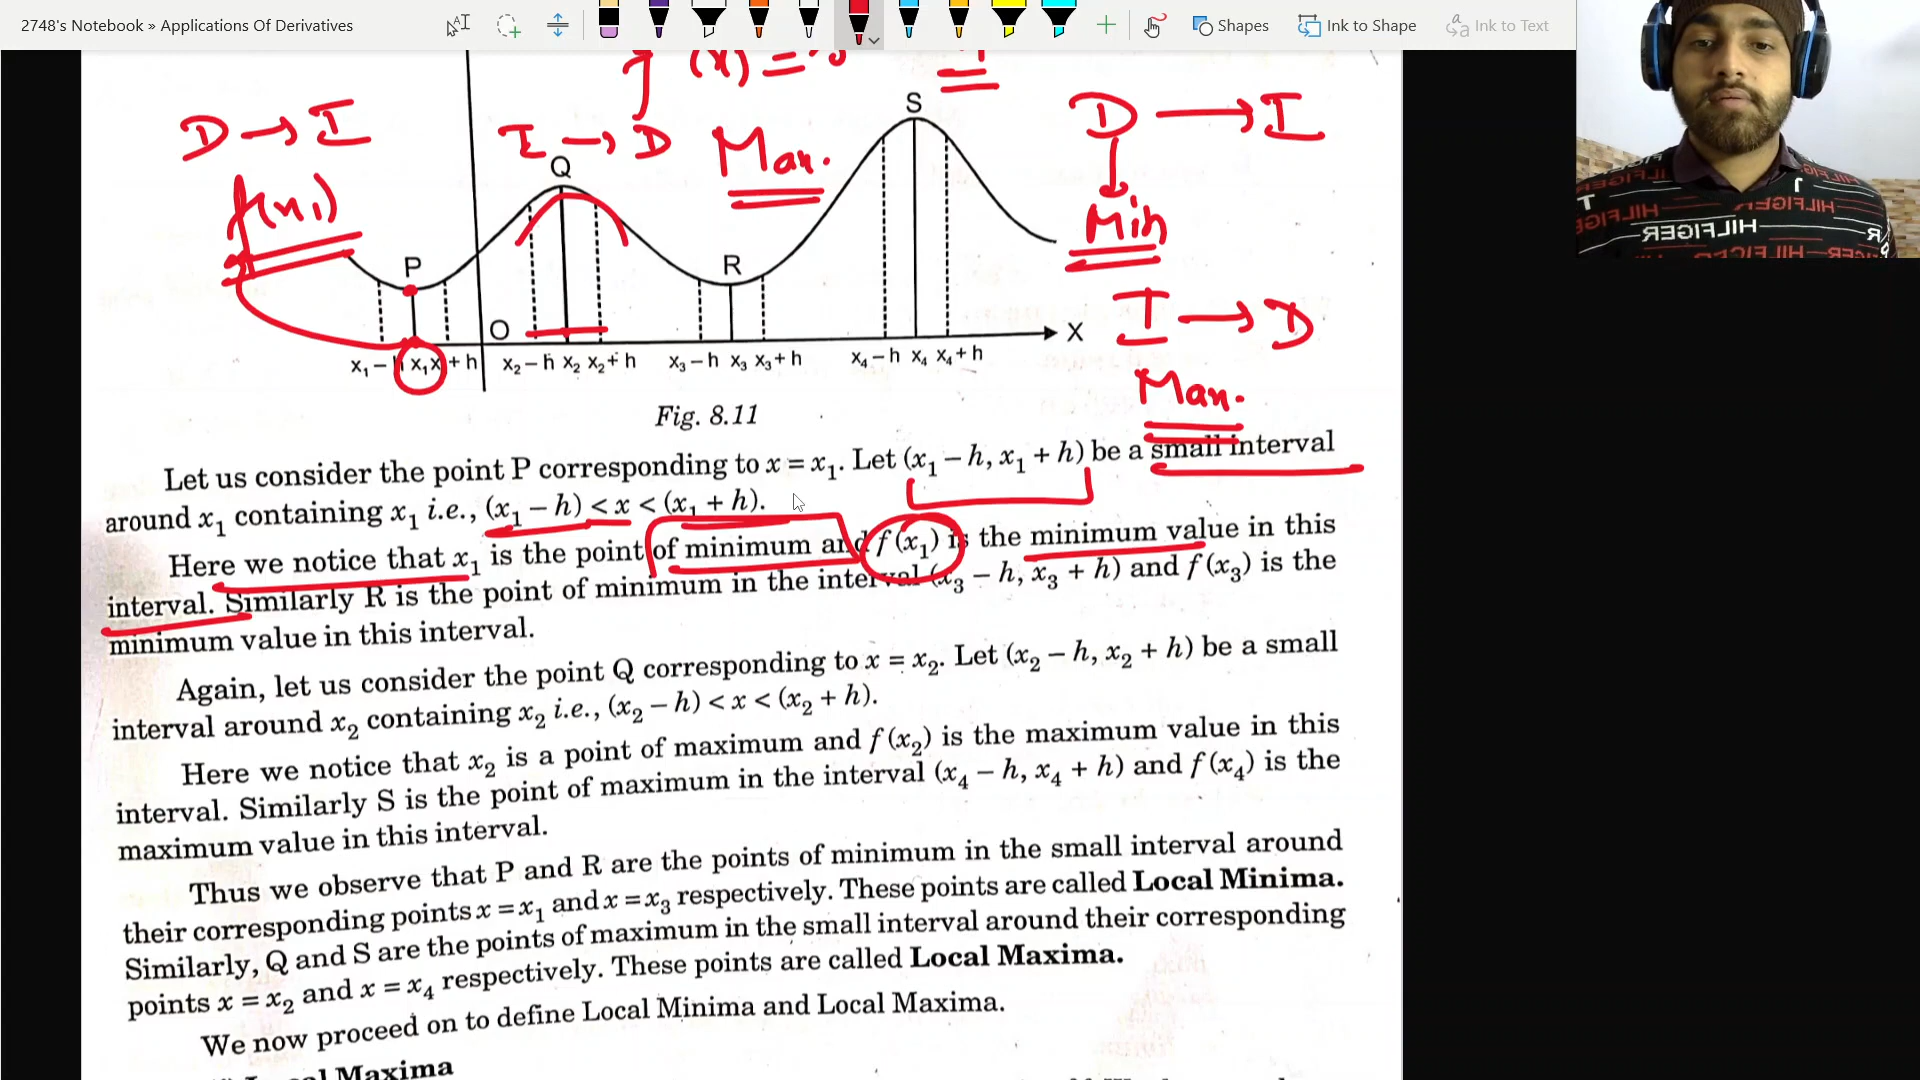 2748's Notebook » Applications Of Derivatives
Shapes
Ink to Shape
Ink to Text
(x) =
D → I
I → D
Max.
S
D → I
Q
f(x1)
Min
P
R
I → D
O
X
x₁ – h x₁ x₁ + h x₂ – h x₂ x₂ + h x₃ – h x₃ x₃ + h x₄ – h x₄ x₄ + h
Max.
Fig. 8.11
Let us consider the point P corresponding to x = x₁. Let (x₁ – h, x₁ + h) be a small interval
around x₁ containing x₁ i.e., (x₁ – h) < x < (x₁ + h).
Here we notice that x₁ is the point of minimum and f (x₁) is the minimum value in this
interval. Similarly R is the point of minimum in the interval (x₃ – h, x₃ + h) and f (x₃) is the
minimum value in this interval.
Again, let us consider the point Q corresponding to x = x₂. Let (x₂ – h, x₂ + h) be a small
interval around x₂ containing x₂ i.e., (x₂ – h) < x < (x₂ + h).
Here we notice that x₂ is a point of maximum and f (x₂) is the maximum value in this
interval. Similarly S is the point of maximum in the interval (x₄ – h, x₄ + h) and f (x₄) is the
maximum value in this interval.
Thus we observe that P and R are the points of minimum in the small interval around
their corresponding points x = x₁ and x = x₃ respectively. These points are called Local Minima.
Similarly, Q and S are the points of maximum in the small interval around their corresponding
points x = x₂ and x = x₄ respectively. These points are called Local Maxima.
We now proceed on to define Local Minima and Local Maxima.
Maxima
HILFIGER